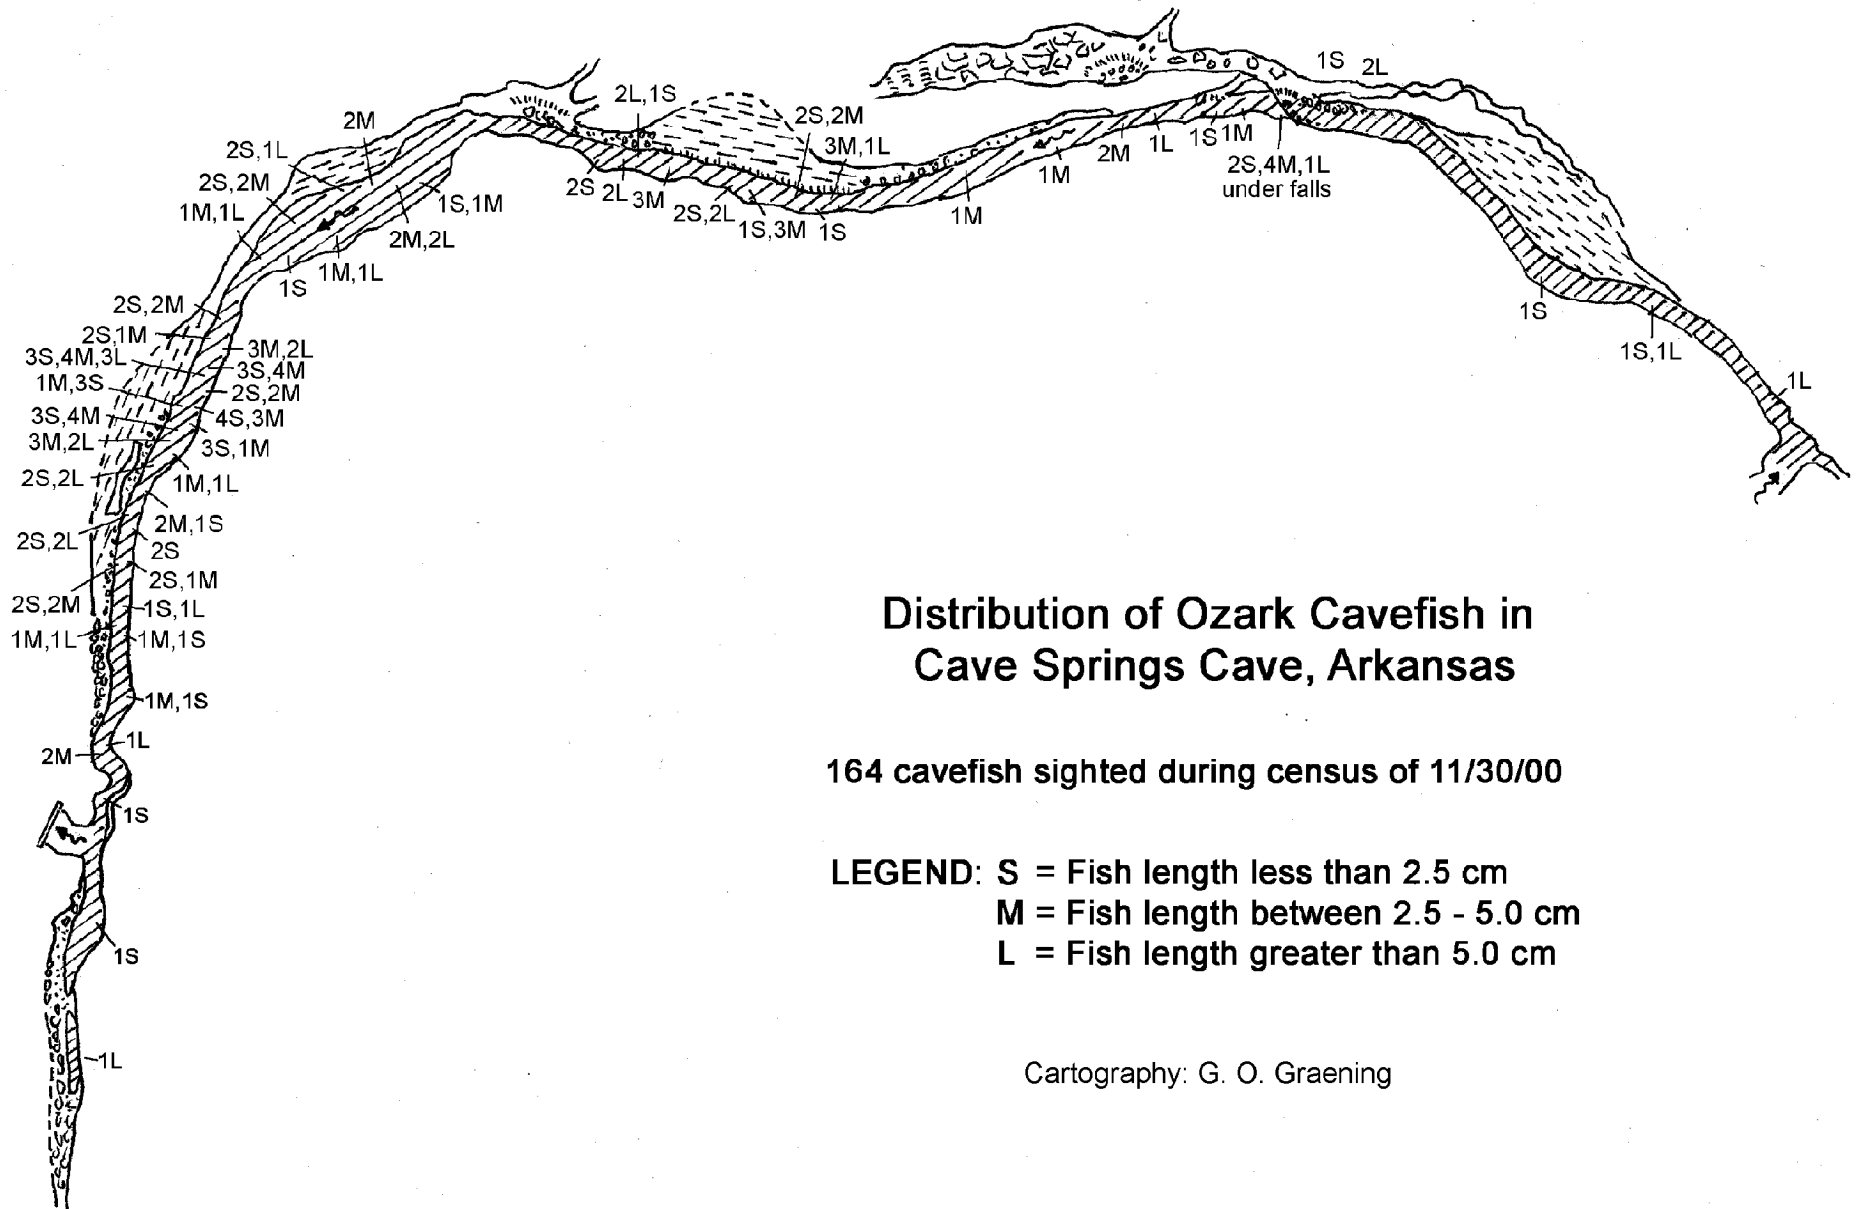 1S 2L
2L,1S
2S,2M
2M
3M,1L
2S,1L
2S,2M
1M,1L
1S,1M
2M,2L
1M,1L
1S
2S
2L
3M
2S,2L
1S,3M
1S
1M
1M
2M
1L
1S
1M
2S,4M,1L
under falls
1S
1S,1L
1L
2S,2M
2S,1M
3S,4M,3L
1M,3S
3S,4M
3M,2L
2S,2L
2S,2L
2S,2M
1M,1L
2M
3M,2L
3S,4M
2S,2M
4S,3M
3S,1M
1M,1L
2M,1S
2S
2S,1M
1S,1L
1M,1S
1M,1S
1L
1S
1S
1L
Distribution of Ozark Cavefish in
Cave Springs Cave, Arkansas
164 cavefish sighted during census of 11/30/00
LEGEND: S = Fish length less than 2.5 cm
M = Fish length between 2.5 - 5.0 cm
L = Fish length greater than 5.0 cm
Cartography: G. O. Graening